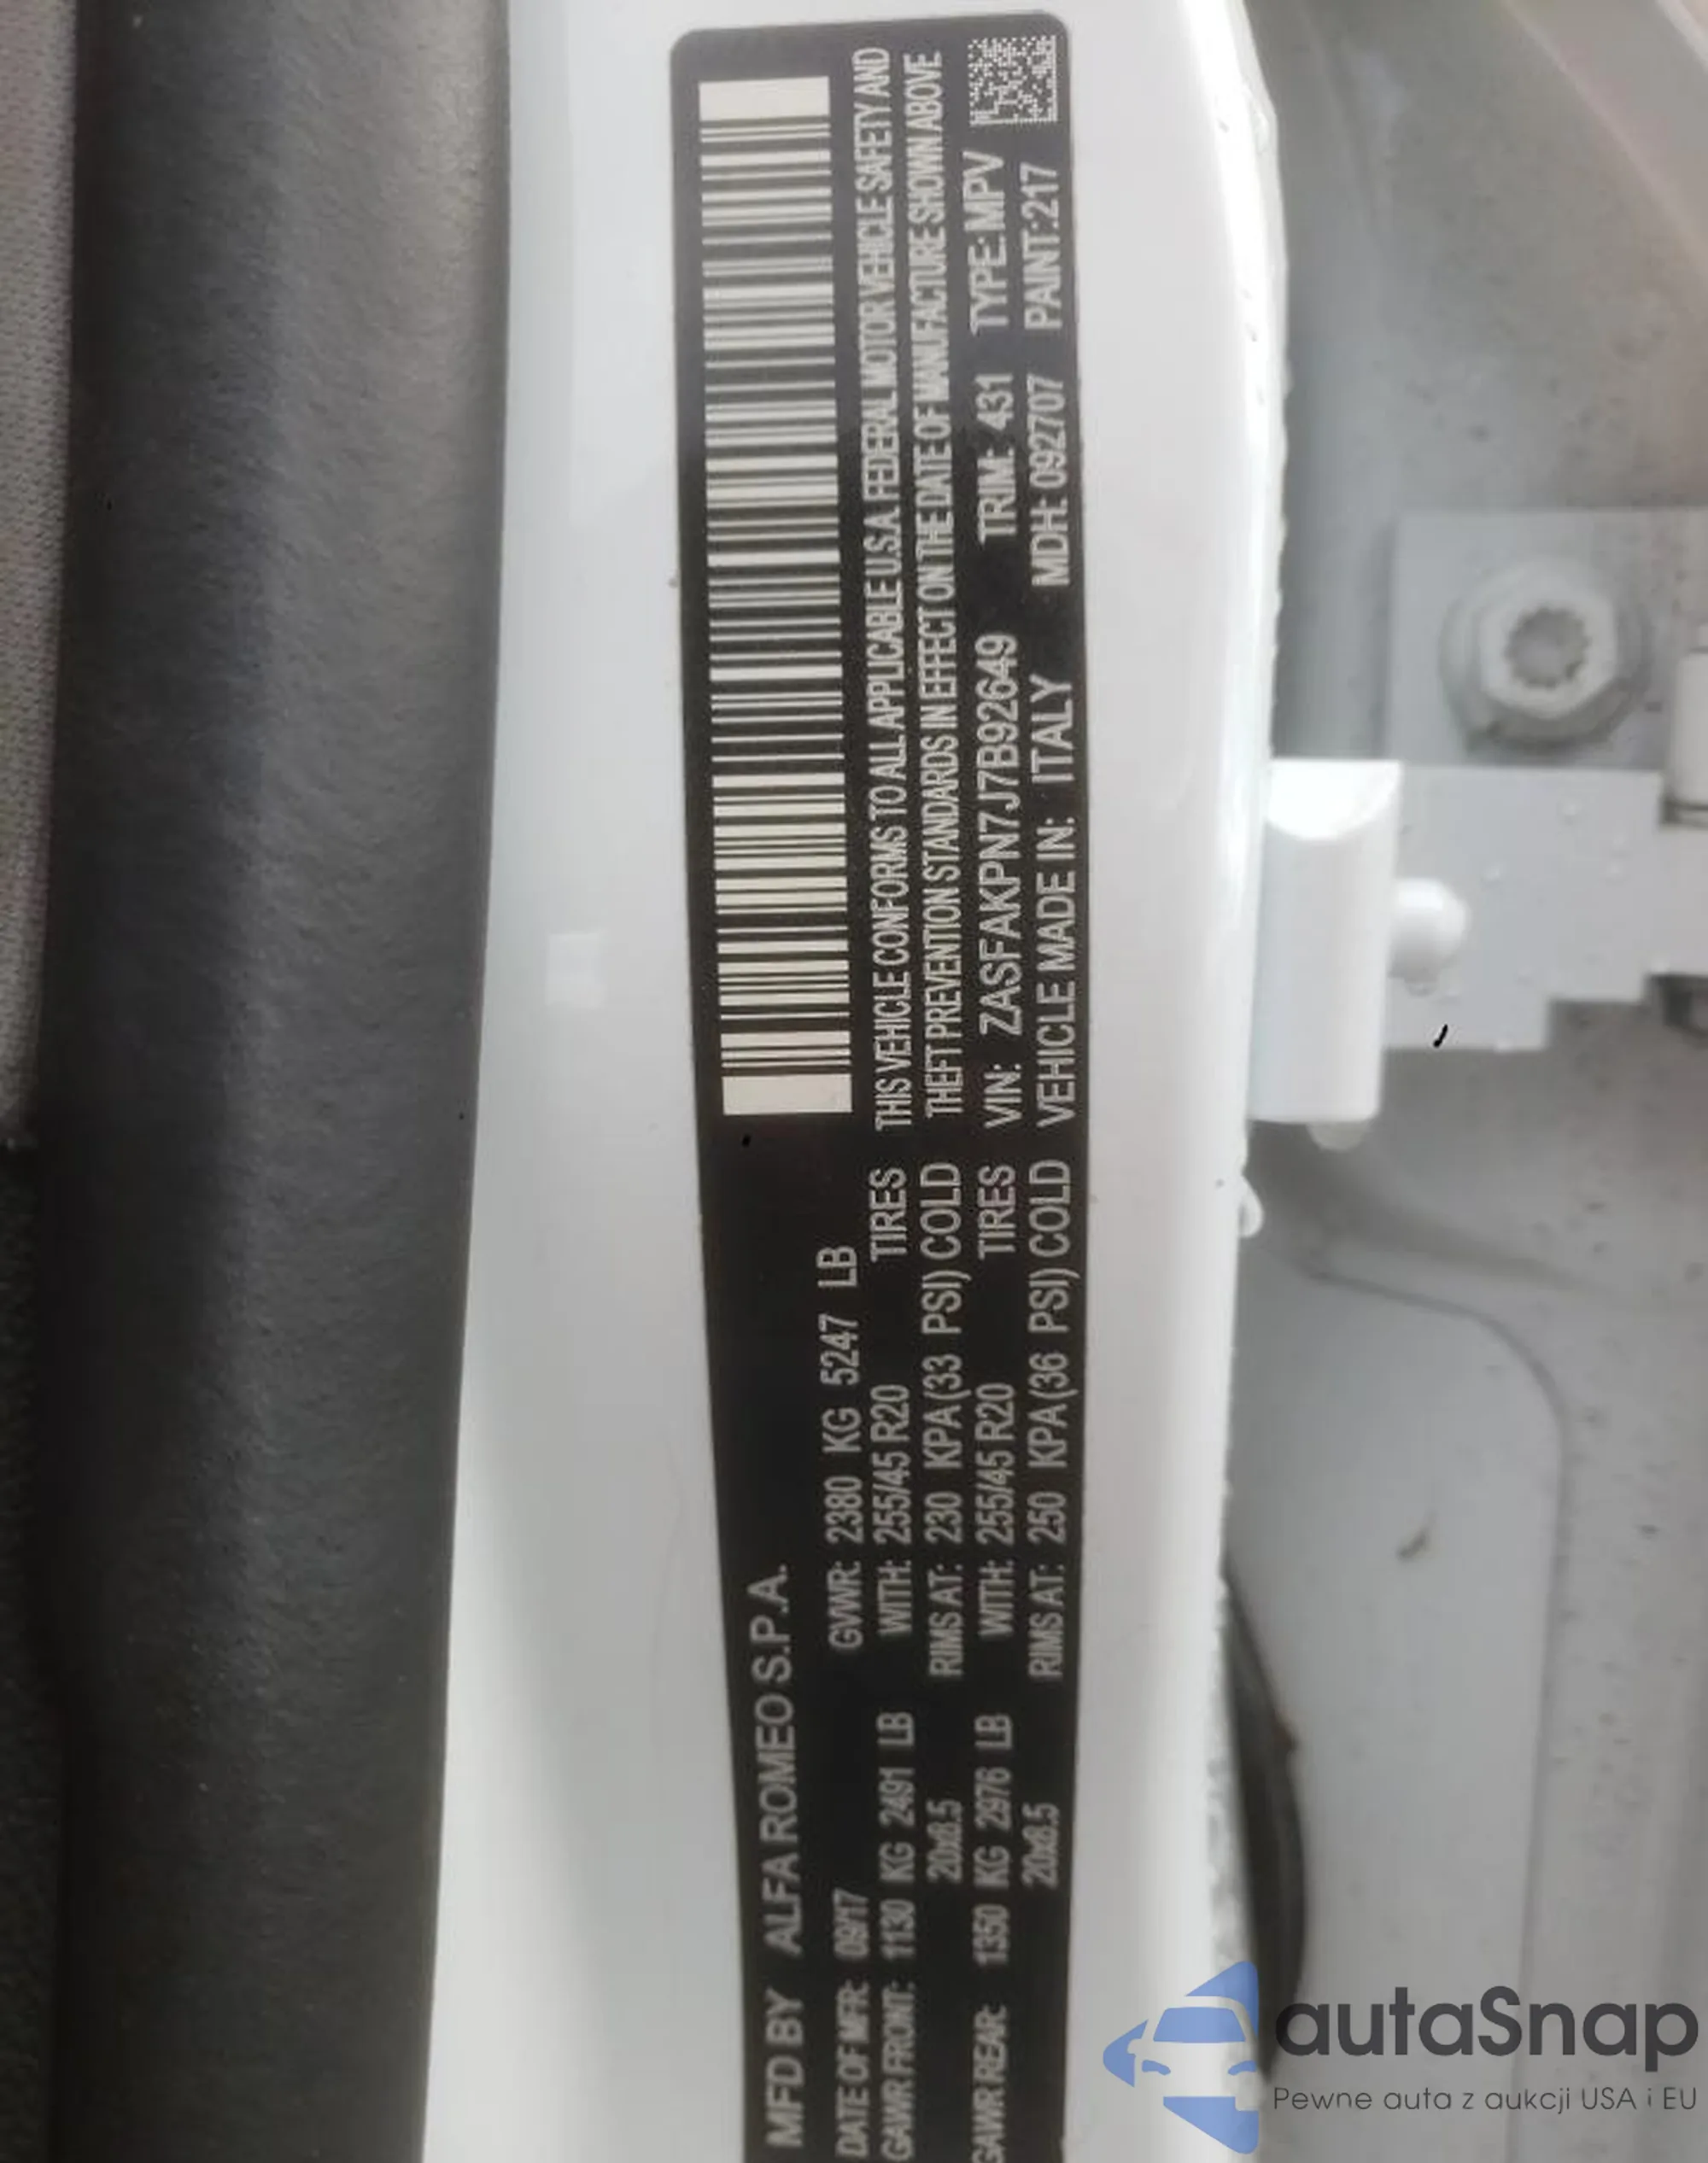 MFD BY ALFA ROMEO S.P.A.
DATE OF MFR: 09/17 GVWR: 2380 KG 5247 LB
GAWR FRONT: 1130 KG 2491 LB WITH: 255/45 R20 TIRES
20x8.5 RIMS AT: 230 KPA (33 PSI) COLD
GAWR REAR: 1350 KG 2976 LB WITH: 255/45 R20 TIRES
20x8.5 RIMS AT: 250 KPA (36 PSI) COLD
THIS VEHICLE CONFORMS TO ALL APPLICABLE U.S.A. FEDERAL MOTOR VEHICLE SAFETY AND
THEFT PREVENTION STANDARDS IN EFFECT ON THE DATE OF MANUFACTURE SHOWN ABOVE
VIN: ZASFAKPN7J7B92649 TRIM: 431 TYPE: MPV
VEHICLE MADE IN: ITALY MDH: 092707 PAINT:217
autaSnap
Pewne auta z aukcji USA i EU